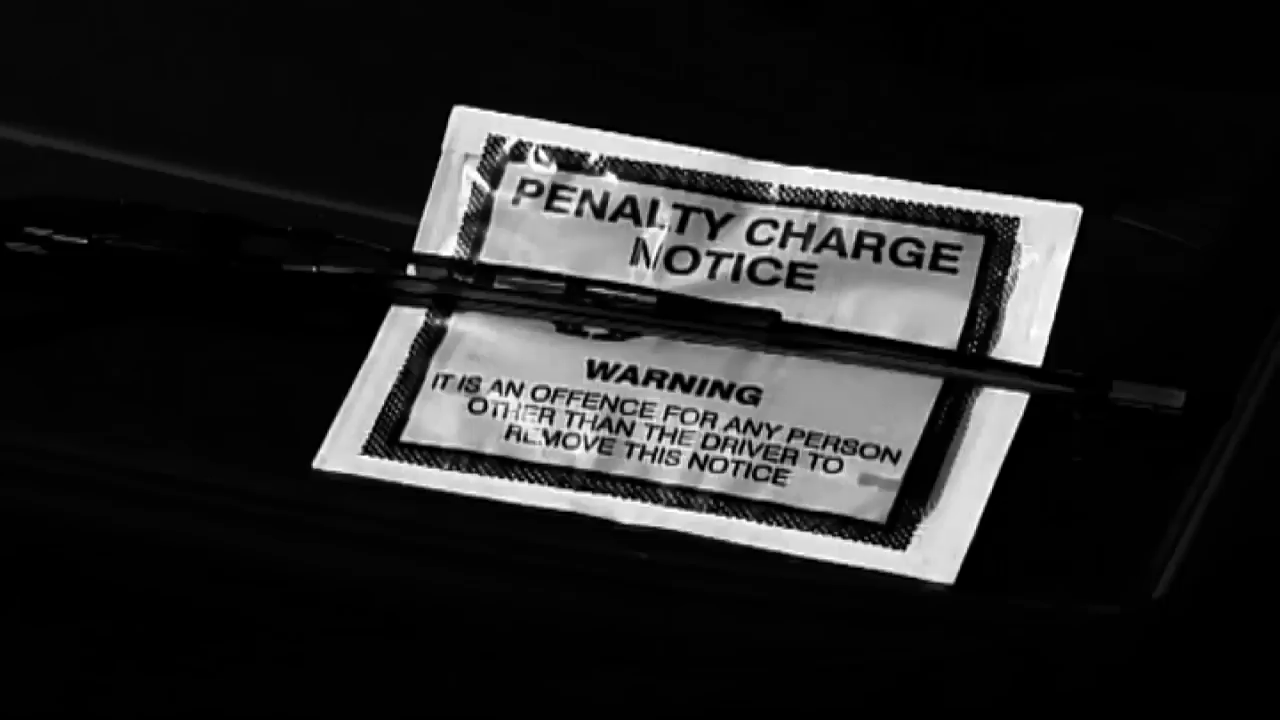 PENALTY CHARGE
NOTICE
WARNING
IT IS AN OFFENCE FOR ANY PERSON
OTHER THAN THE DRIVER TO
REMOVE THIS NOTICE